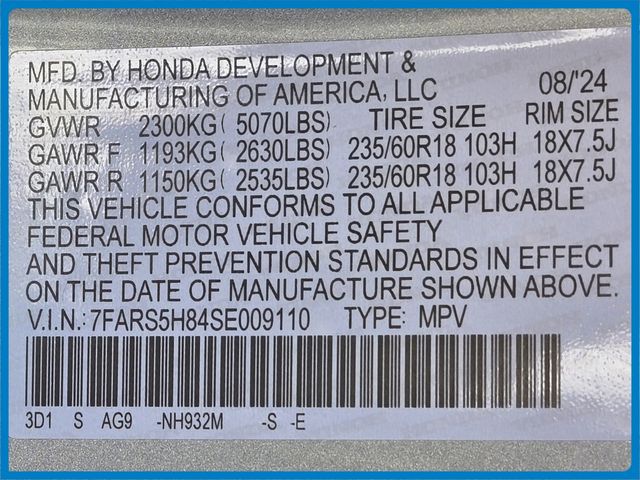 MFD. BY HONDA DEVELOPMENT &
MANUFACTURING OF AMERICA, LLC 08/'24
GVWR 2300KG ( 5070LBS) TIRE SIZE RIM SIZE
GAWR F 1193KG ( 2630LBS) 235/60R18 103H 18X7.5J
GAWR R 1150KG ( 2535LBS) 235/60R18 103H 18X7.5J
THIS VEHICLE CONFORMS TO ALL APPLICABLE
FEDERAL MOTOR VEHICLE SAFETY
AND THEFT PREVENTION STANDARDS IN EFFECT
ON THE DATE OF MANUFACTURE SHOWN ABOVE.
V.I.N.: 7FARS5H84SE009110 TYPE: MPV
3D1 S AG9 -NH932M -S -E